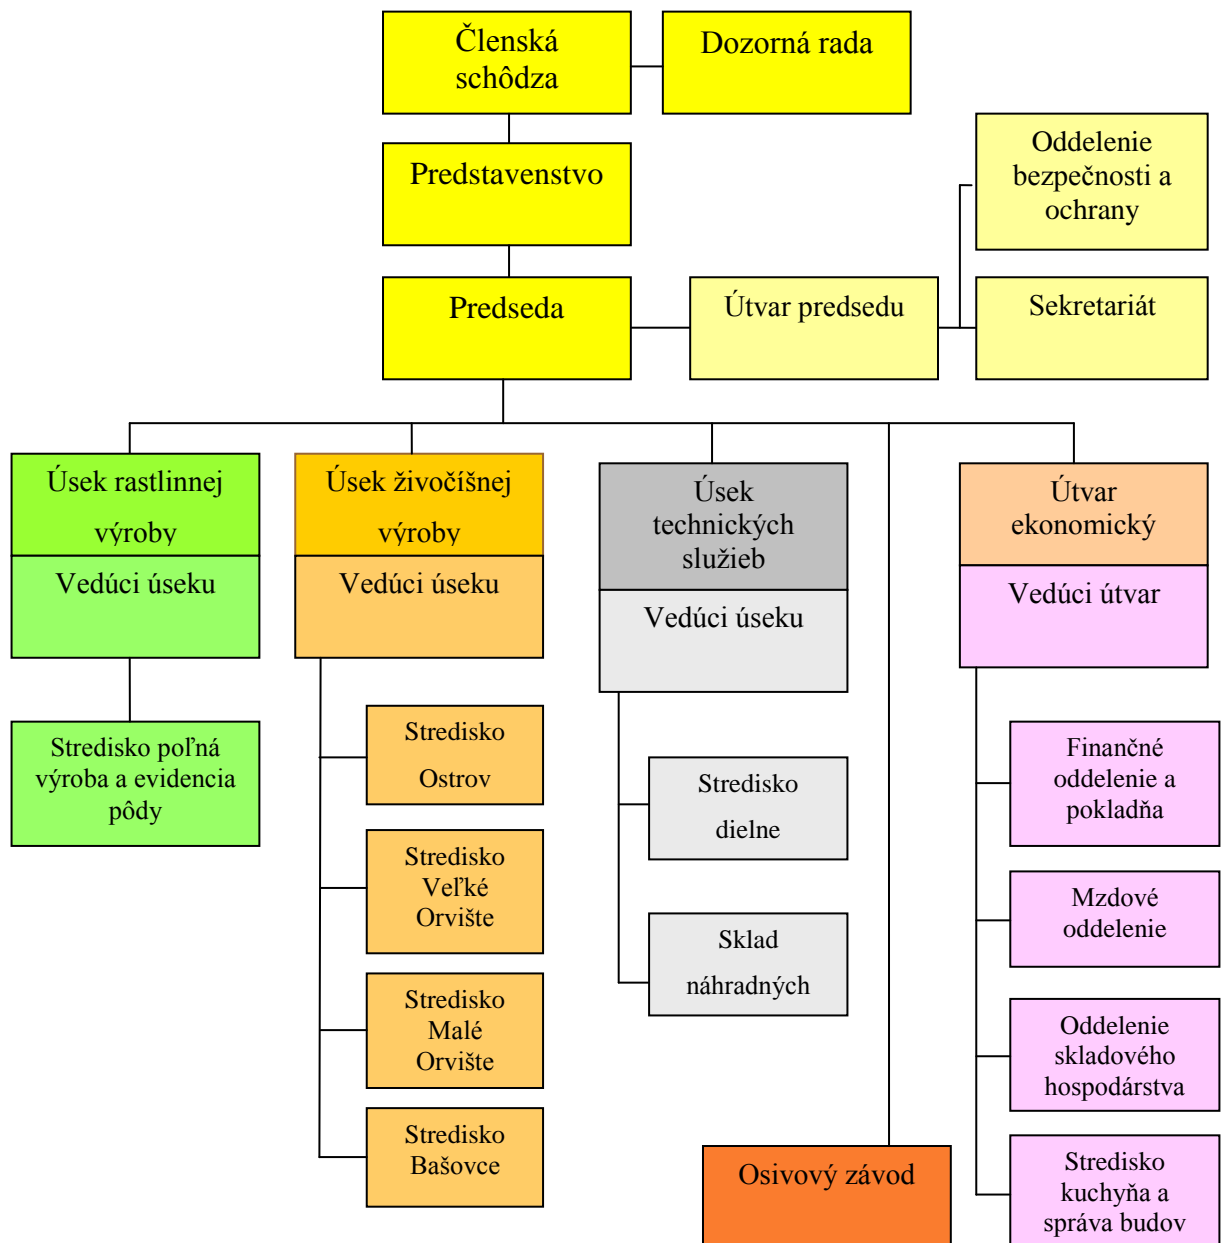 Členská
schôdza
Dozorná rada
Predstavenstvo
Oddelenie
bezpečnosti a
ochrany
Predseda
Útvar predsedu
Sekretariát
Úsek rastlinnej
výroby
Vedúci úseku
Úsek živočíšnej
výroby
Vedúci úseku
Úsek
technických
služieb
Vedúci úseku
Útvar
ekonomický
Vedúci útvar
Stredisko poľná
výroba a evidencia
pôdy
Stredisko
Ostrov
Stredisko
Veľké
Orvište
Stredisko
Malé
Orvište
Stredisko
Bašovce
Stredisko
dielne
Sklad
náhradných
Osivový závod
Finančné
oddelenie a
pokladňa
Mzdové
oddelenie
Oddelenie
skladového
hospodárstva
Stredisko
kuchyňa a
správa budov